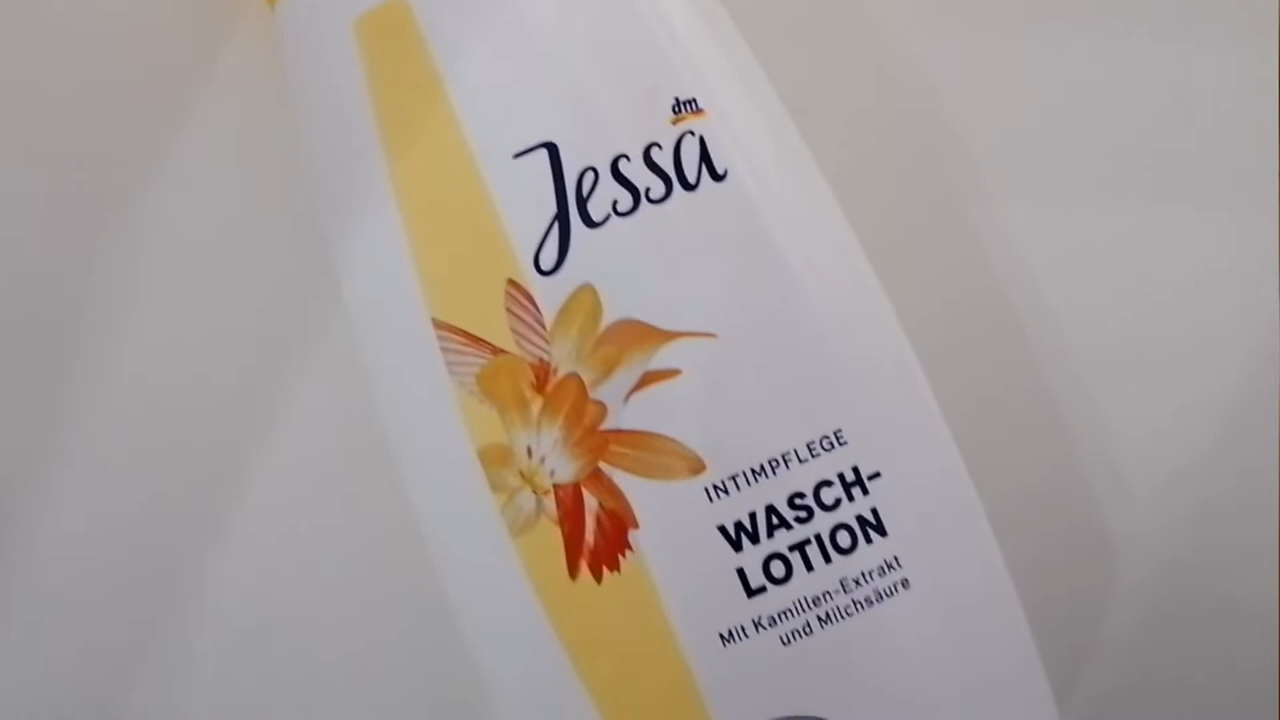 dm
Jessa
INTIMPFLEGE
WASCH-
LOTION
Mit Kamillen-Extrakt
und Milchsäure